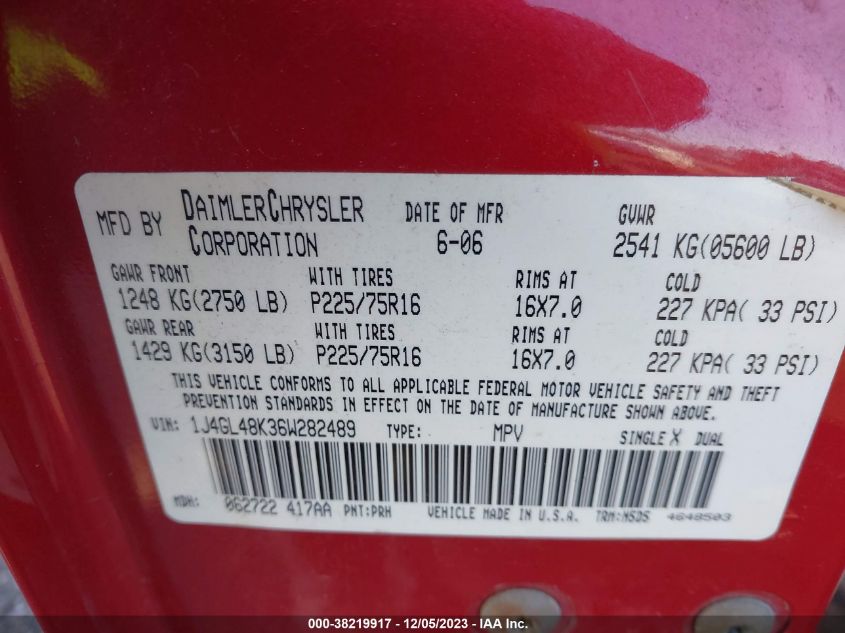 MFD BY DAIMLERCHRYSLER CORPORATION
DATE OF MFR 6-06
GVWR 2541 KG(05600 LB)
GAWR FRONT WITH TIRES RIMS AT COLD
1248 KG(2750 LB) P225/75R16 16X7.0 227 KPA( 33 PSI)
GAWR REAR WITH TIRES RIMS AT COLD
1429 KG(3150 LB) P225/75R16 16X7.0 227 KPA( 33 PSI)
THIS VEHICLE CONFORMS TO ALL APPLICABLE FEDERAL MOTOR VEHICLE SAFETY AND THEFT
PREVENTION STANDARDS IN EFFECT ON THE DATE OF MANUFACTURE SHOWN ABOVE.
VIN: 1J4GL48K36W282489 TYPE: MPV SINGLE X DUAL
MDH: 062722 417AA PNT:PRH VEHICLE MADE IN U.S.A. TRM:N5D5 4648503
000-38219917 - 12/05/2023 - IAA Inc.